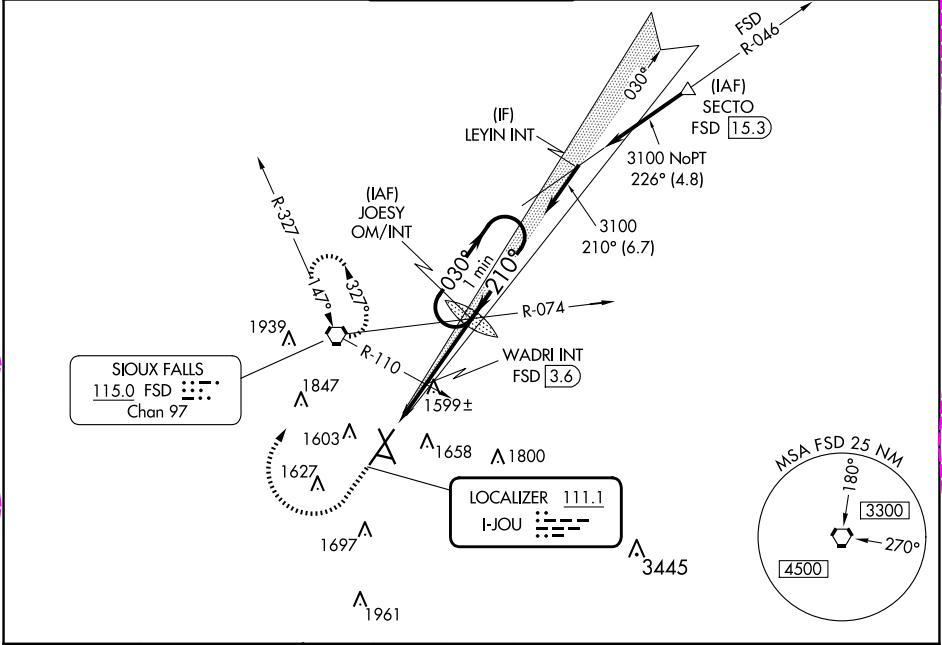 FSD
R-046
(IAF)
SECTO
FSD 15.3
030°
(IF)
LEYIN INT
3100 NoPT
226° (4.8)
3100
210° (6.7)
R-327
(IAF)
JOESY
OM/INT
030°
1 min
210°
147°
327°
R-074
1939
R-110
WADRI INT
FSD 3.6
SIOUX FALLS
115.0 FSD
Chan 97
1847
1599±
1603
1658
1800
1627
LOCALIZER 111.1
I-JOU
1697
3445
1961
MSA FSD 25 NM
180°
3300
270°
4500